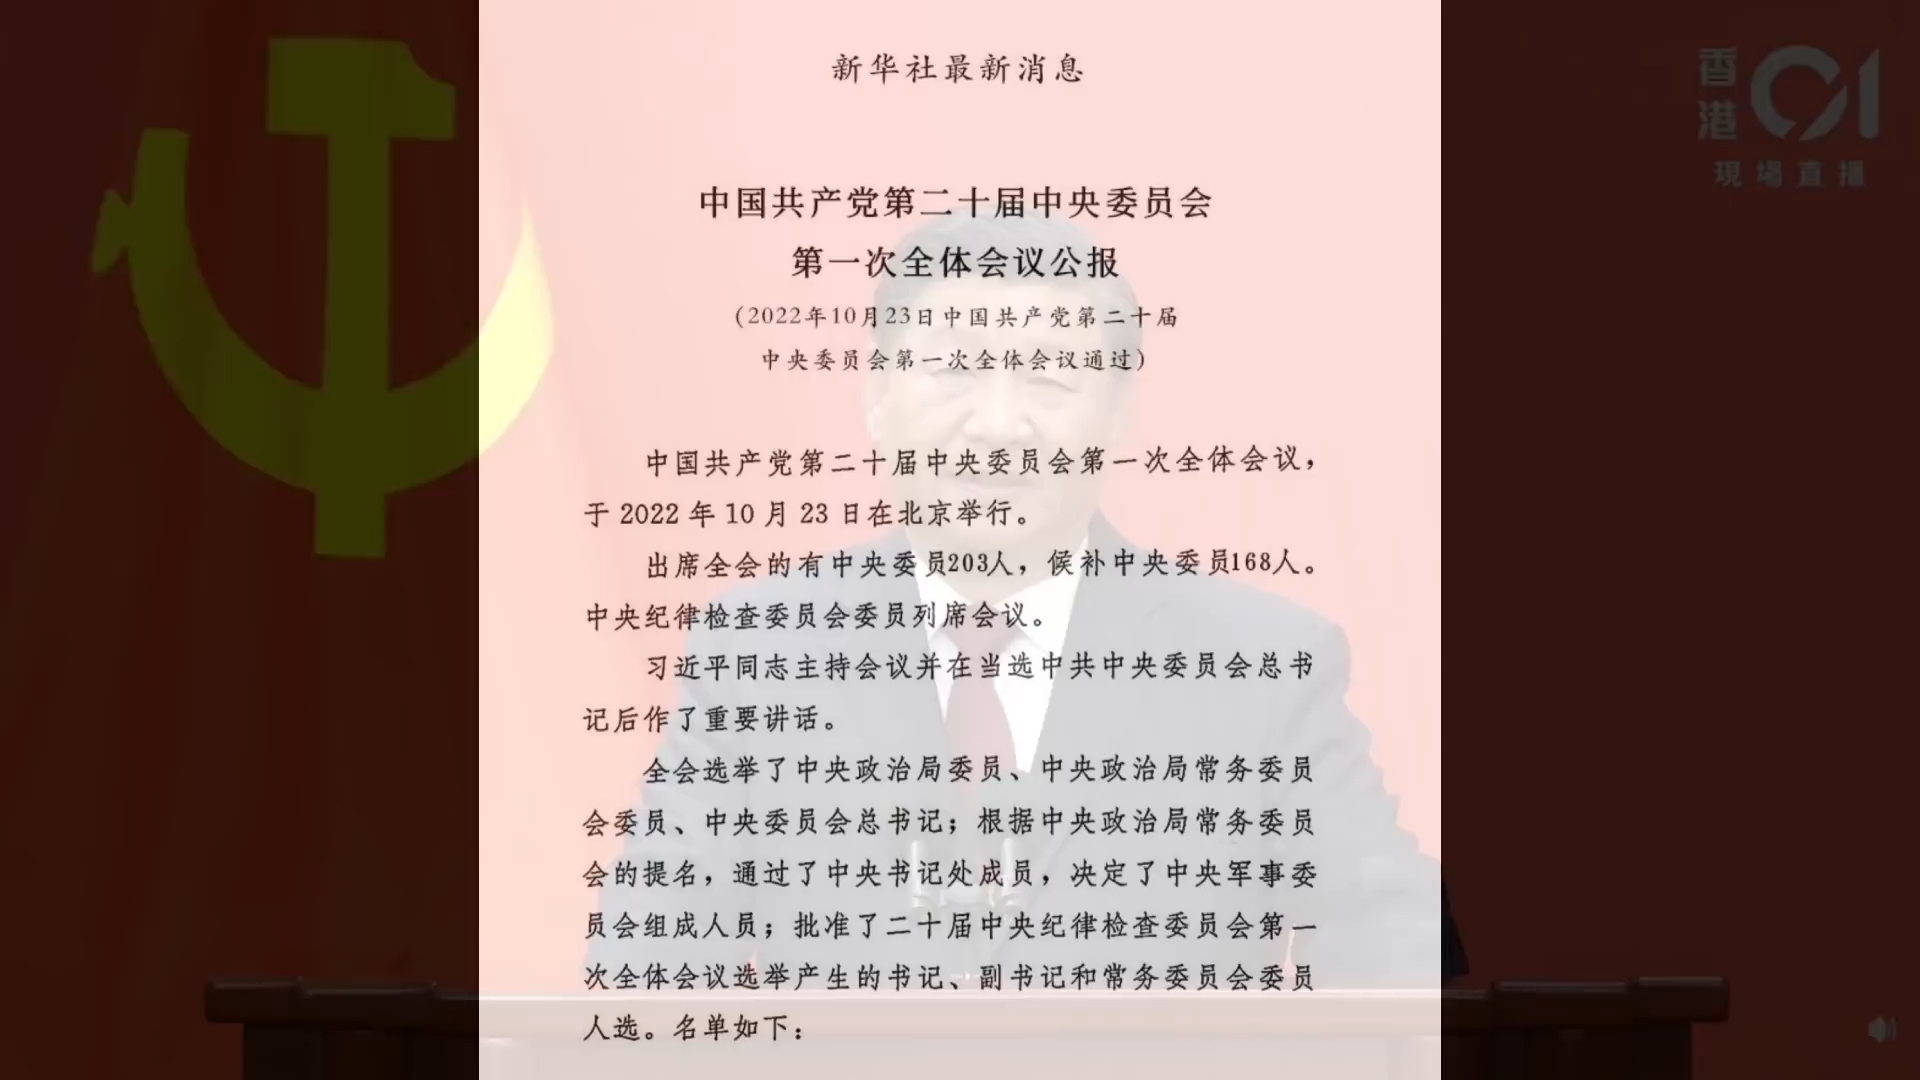 新华社最新消息
香港01
現場直播
中国共产党第二十届中央委员会
第一次全体会议公报
(2022年10月23日中国共产党第二十届
中央委员会第一次全体会议通过)
中国共产党第二十届中央委员会第一次全体会议，
于 2022 年 10 月 23 日在北京举行。
出席全会的有中央委员203人，候补中央委员168人。
中央纪律检查委员会委员列席会议。
习近平同志主持会议并在当选中共中央委员会总书
记后作了重要讲话。
全会选举了中央政治局委员、中央政治局常务委员
会委员、中央委员会总书记；根据中央政治局常务委员
会的提名，通过了中央书记处成员，决定了中央军事委
员会组成人员；批准了二十届中央纪律检查委员会第一
次全体会议选举产生的书记、副书记和常务委员会委员
人选。名单如下：